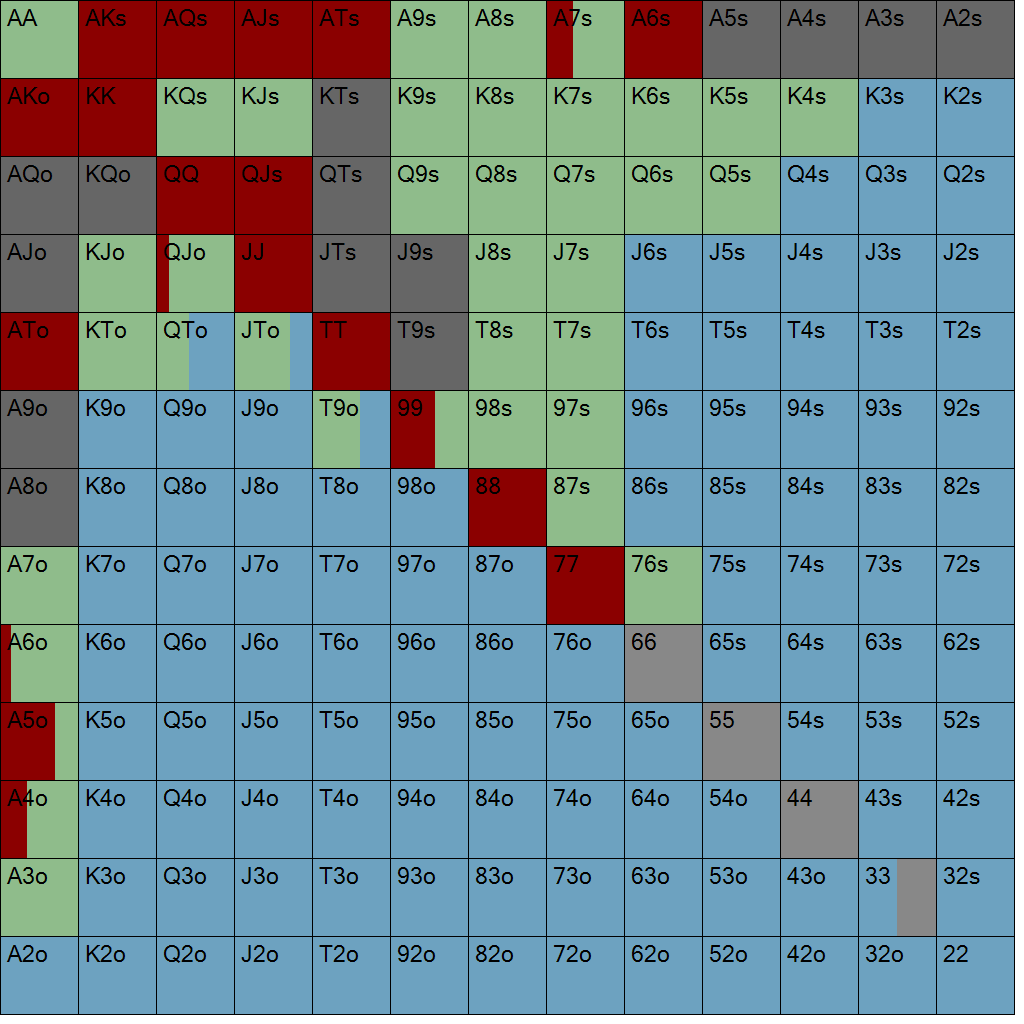 AA AKs AQs AJs ATs A9s A8s A7s A6s A5s A4s A3s A2s
AKo KK KQs KJs KTs K9s K8s K7s K6s K5s K4s K3s K2s
AQo KQo QQ QJs QTs Q9s Q8s Q7s Q6s Q5s Q4s Q3s Q2s
AJo KJo QJo JJ JTs J9s J8s J7s J6s J5s J4s J3s J2s
ATo KTo QTo JTo TT T9s T8s T7s T6s T5s T4s T3s T2s
A9o K9o Q9o J9o T9o 99 98s 97s 96s 95s 94s 93s 92s
A8o K8o Q8o J8o T8o 98o 88 87s 86s 85s 84s 83s 82s
A7o K7o Q7o J7o T7o 97o 87o 77 76s 75s 74s 73s 72s
A6o K6o Q6o J6o T6o 96o 86o 76o 66 65s 64s 63s 62s
A5o K5o Q5o J5o T5o 95o 85o 75o 65o 55 54s 53s 52s
A4o K4o Q4o J4o T4o 94o 84o 74o 64o 54o 44 43s 42s
A3o K3o Q3o J3o T3o 93o 83o 73o 63o 53o 43o 33 32s
A2o K2o Q2o J2o T2o 92o 82o 72o 62o 52o 42o 32o 22